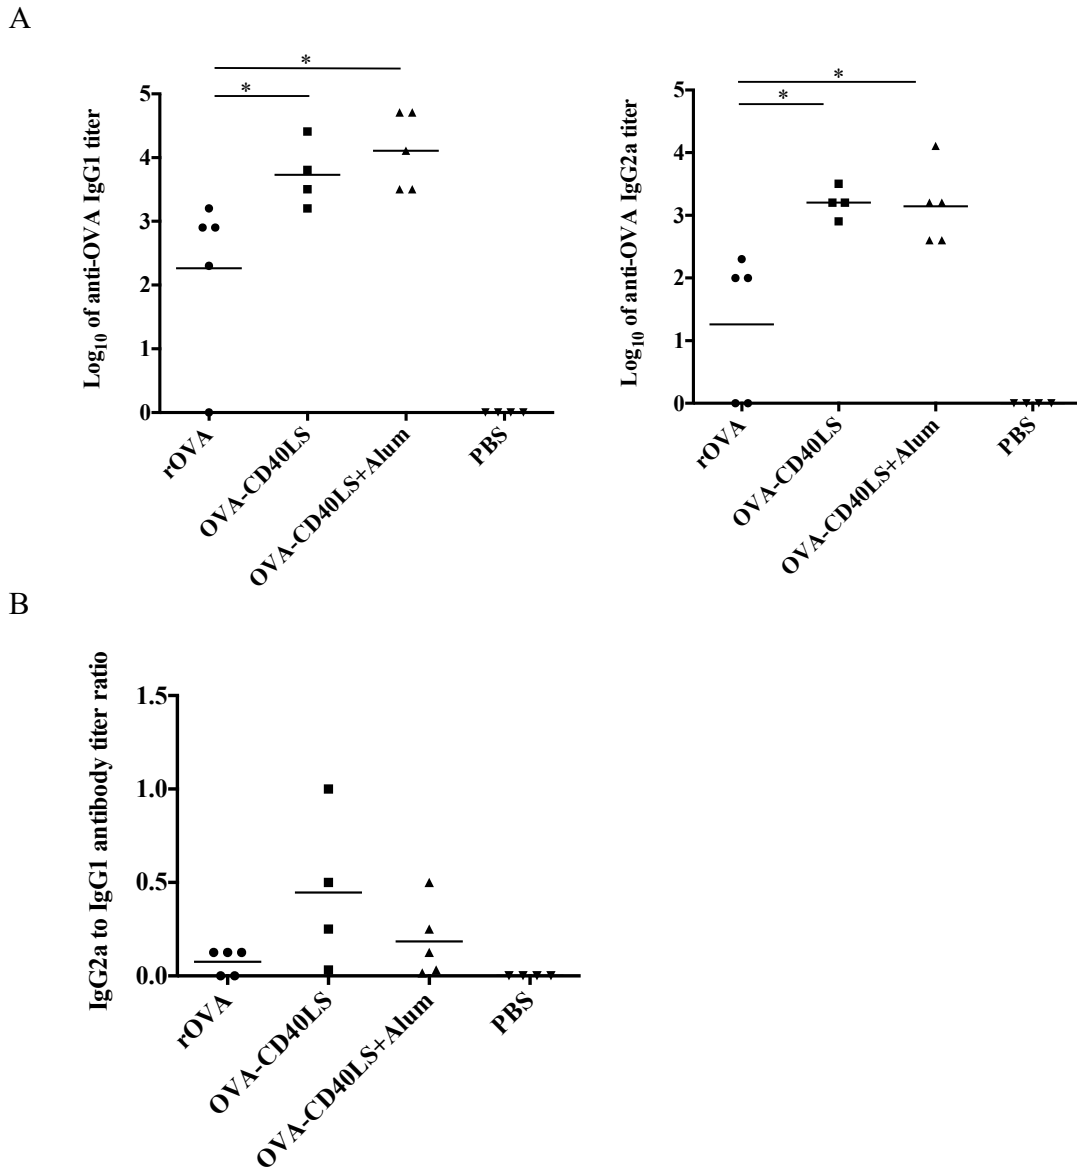 A
*
*
Log10 of anti-OVA IgG1 titer
5
4
3
2
1
0
rOVA
OVA-CD40LS
OVA-CD40LS+Alum
PBS
*
*
Log10 of anti-OVA IgG2a titer
5
4
3
2
1
0
rOVA
OVA-CD40LS
OVA-CD40LS+Alum
PBS
B
IgG2a to IgG1 antibody titer ratio
1.5
1.0
0.5
0.0
rOVA
OVA-CD40LS
OVA-CD40LS+Alum
PBS